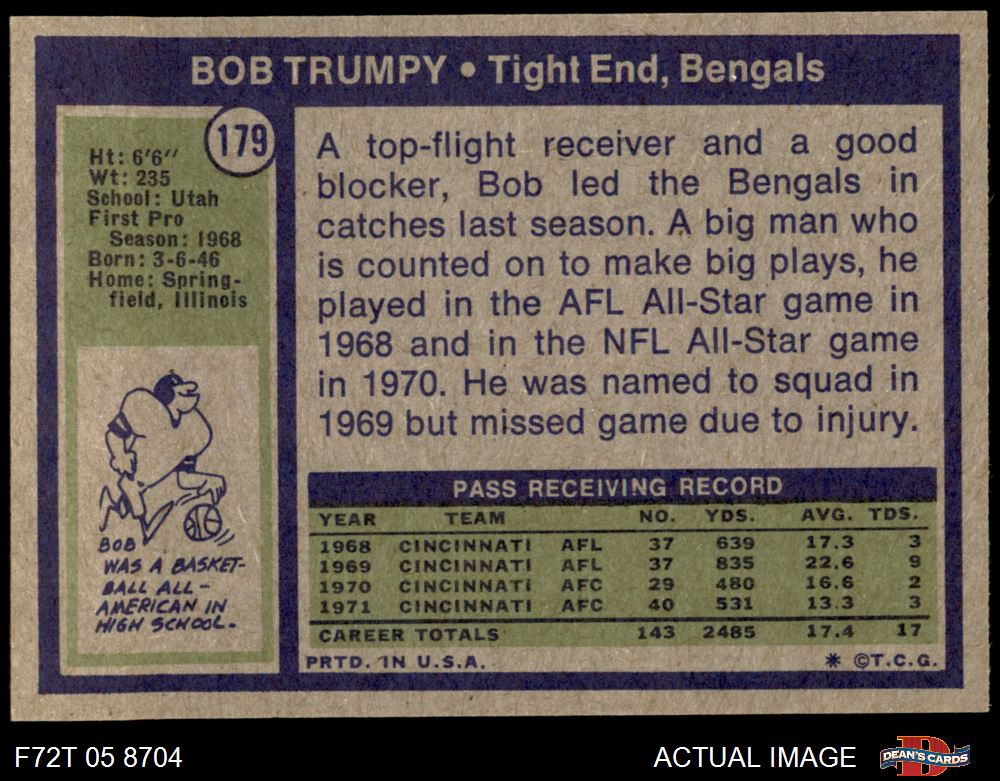 BOB TRUMPY • Tight End, Bengals
179
Ht: 6'6"
Wt: 235
School: Utah
First Pro
Season: 1968
Born: 3-6-46
Home: Spring-
field, Illinois
BOB
WAS A BASKET-
BALL ALL-
AMERICAN IN
HIGH SCHOOL.
A top-flight receiver and a good
blocker, Bob led the Bengals in
catches last season. A big man who
is counted on to make big plays, he
played in the AFL All-Star game in
1968 and in the NFL All-Star game
in 1970. He was named to squad in
1969 but missed game due to injury.
PASS RECEIVING RECORD
YEAR TEAM NO. YDS. AVG. TDS.
1968 CINCINNATI AFL 37 639 17.3 3
1969 CINCINNATI AFL 37 835 22.6 9
1970 CINCINNATI AFC 29 480 16.6 2
1971 CINCINNATI AFC 40 531 13.3 3
CAREER TOTALS 143 2485 17.4 17
PRTD. IN U.S.A. * ©T.C.G.
F72T 05 8704 ACTUAL IMAGE DEAN'S CARDS